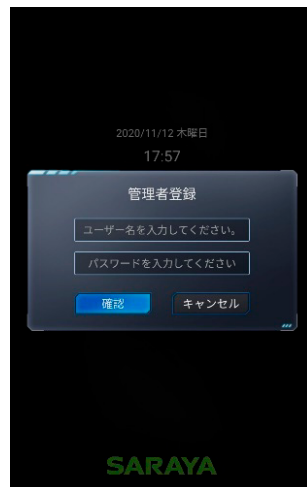 2020/11/12 木曜日
17:57
管理者登録
ユーザー名を入力してください。
パスワードを入力してください
確認
キャンセル
SARAYA